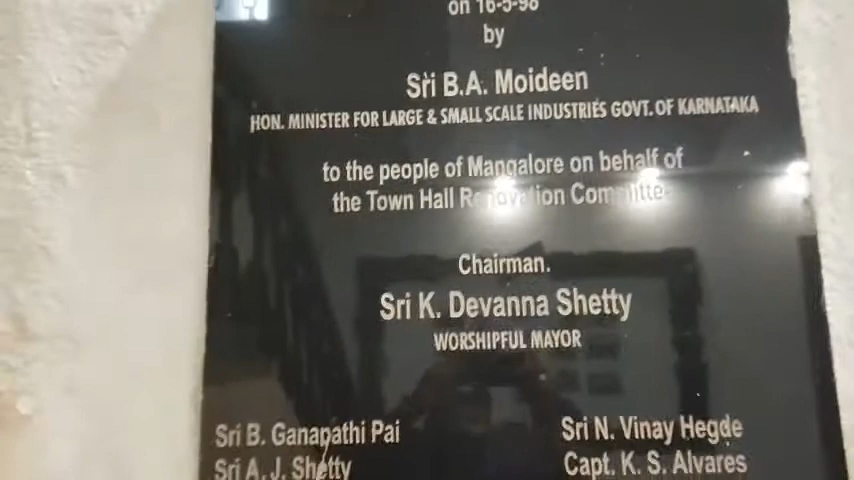 on 16-5-98
by
Sri B.A. Moideen
HON. MINISTER FOR LARGE & SMALL SCALE INDUSTRIES GOVT. OF KARNATAKA
to the people of Mangalore on behalf of
the Town Hall Renovation Committee
Chairman.
Sri K. Devanna Shetty
WORSHIPFUL MAYOR
Sri B. Ganapathi Pai
Sri N. Vinay Hegde
Sri A. J. Shetty
Capt. K. S. Alvares